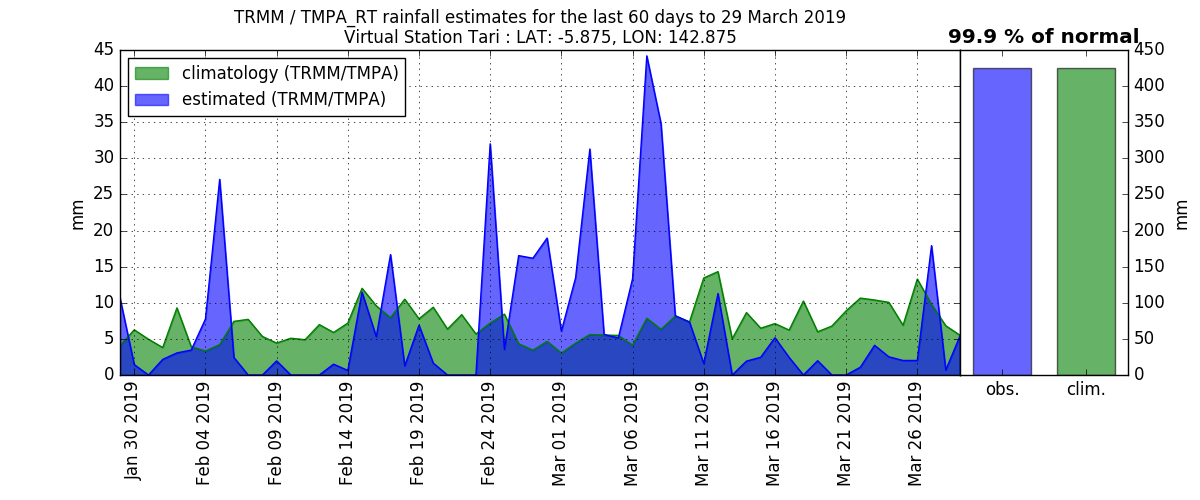 TRMM / TMPA_RT rainfall estimates for the last 60 days to 29 March 2019
Virtual Station Tari : LAT: -5.875, LON: 142.875
99.9 % of normal
climatology (TRMM/TMPA)
estimated (TRMM/TMPA)
45
40
35
30
25
20
15
10
5
0
mm
450
400
350
300
250
200
150
100
50
0
mm
Jan 30 2019
Feb 04 2019
Feb 09 2019
Feb 14 2019
Feb 19 2019
Feb 24 2019
Mar 01 2019
Mar 06 2019
Mar 11 2019
Mar 16 2019
Mar 21 2019
Mar 26 2019
obs.
clim.